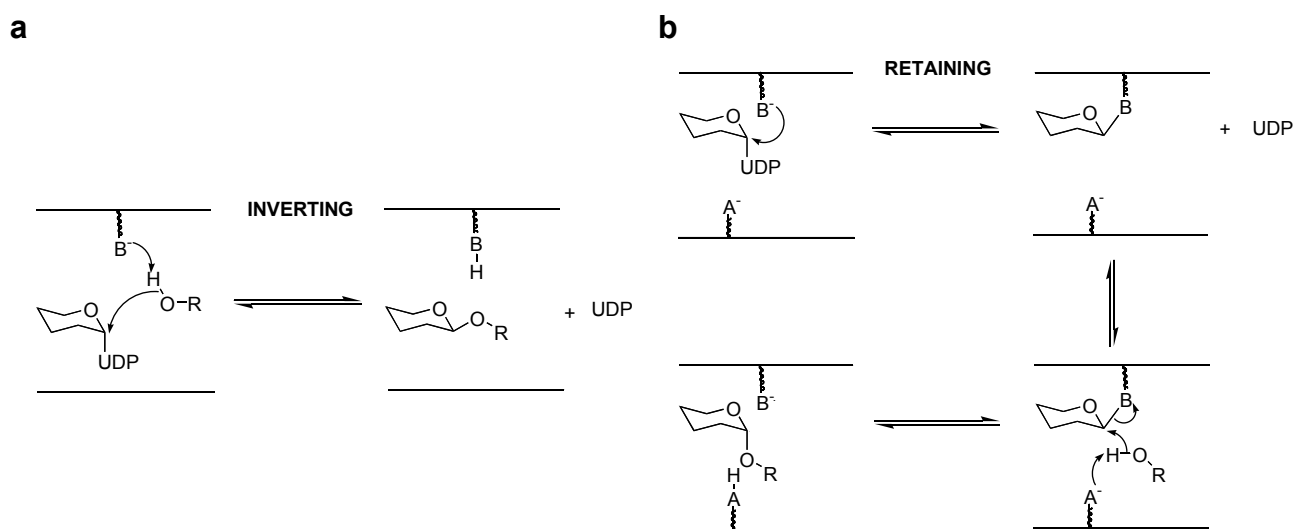 a
b
RETAINING
B-
O
UDP
B
O
+ UDP
A-
A-
INVERTING
B-
H
O-R
O
UDP
B
H
O
O
R
+ UDP
B-
O
O
R
H
A
B
O
H-O
R
A-